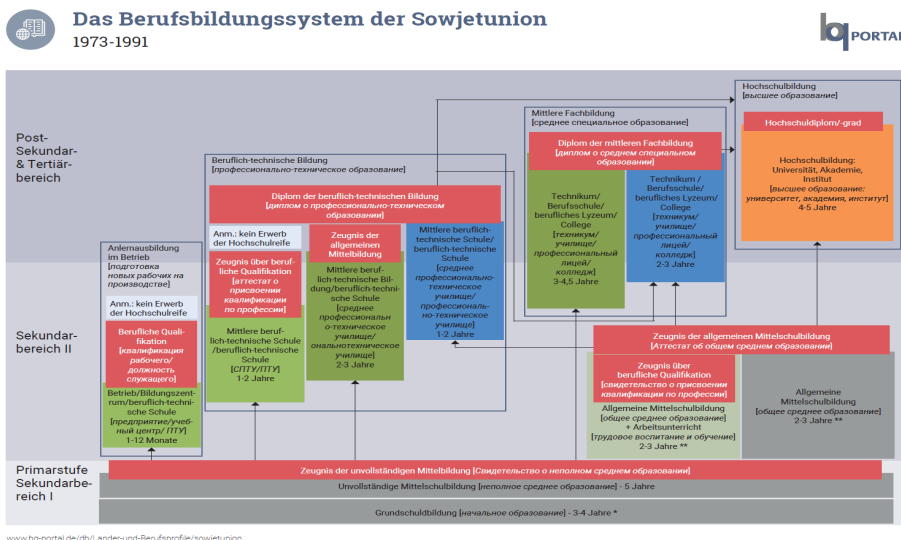 Das Berufsbildungssystem der Sowjetunion
1973-1991
bq PORTAL
Post-
Sekundar-
& Tertiär-
bereich
Sekundar-
bereich II
Primarstufe
Sekundarbe-
reich I
Hochschulbildung
[высшее образование]
Hochschuldiplom/-grad
Hochschulbildung:
Universität, Akademie,
Institut
[высшее образование:
университет, академия, институт]
4-5 Jahre
Mittlere Fachbildung
[среднее специальное образование]
Diplom der mittleren Fachbildung
[диплом о среднем специальном
образовании]
Technikum/
Berufsschule/
berufliches Lyzeum/
College
[техникум/
училище/
профессиональный
лицей/
колледж]
3-4,5 Jahre
Technikum /
Berufsschule/
berufliches Lyzeum/
College
[техникум/
училище/
профессиональный
лицей/
колледж]
2-3 Jahre
Beruflich-technische Bildung
[профессионально-техническое образование]
Diplom der beruflich-technischen Bildung
[диплом о профессионально-техническом
образовании]
Anm.: kein Erwerb
der Hochschulreife
Zeugnis über beruf-
liche Qualifikation
[аттестат о
присвоении
квалификации
по профессии]
Mittlere beruf-
lich-technische Schule
/beruflich-technische
Schule
[СПТУ/ПТУ]
1-2 Jahre
Zeugnis der
allgemeinen
Mittelbildung
Mittlere beruf-
lich-technische Bil-
dung/beruflich-techni-
sche Schule
[среднее
профессиональн
о-техническое
училище/
ональнотехническое
училище]
2-3 Jahre
Mittlere beruflich-
technische Schule/
beruflich-technische
Schule
[среднее
профессионально-
техническое
училище/
професиональ-
но-техническое
училище]
1-2 Jahre
Anlernausbildung
im Betrieb
[подготовка
новых рабочих на
производстве]
Anm.: kein Erwerb
der Hochschulreife
Berufliche Quali-
fikation
[квалификация
рабочего/
должность
служащего]
Betrieb/Bildungszent-
rum/beruflich-techni-
sche Schule
[предприятие/учеб-
ный центр/ ПТУ]
1-12 Monate
Zeugnis der allgemeinen Mittelschulbildung
[Аттестат об общем среднем образовании]
Zeugnis über
berufliche Qualifikation
[свидетельство о присвоении
квалификации по профессии]
Allgemeine Mittelschulbildung
[общее среднее образование]
+ Arbeitsunterricht
[трудовое воспитание и обучение]
2-3 Jahre **
Allgemeine
Mittelschulbildung
[общее среднее образование]
2-3 Jahre **
Zeugnis der unvollständigen Mittelbildung [Свидетельство о неполном среднем образовании]
Unvollständige Mittelschulbildung [неполное среднее образование] - 5 Jahre
Grundschuldbildung [начальное образование] - 3-4 Jahre *
www.bq-portal.de/db/Länder-und-Berufsprofile/sowjetunion